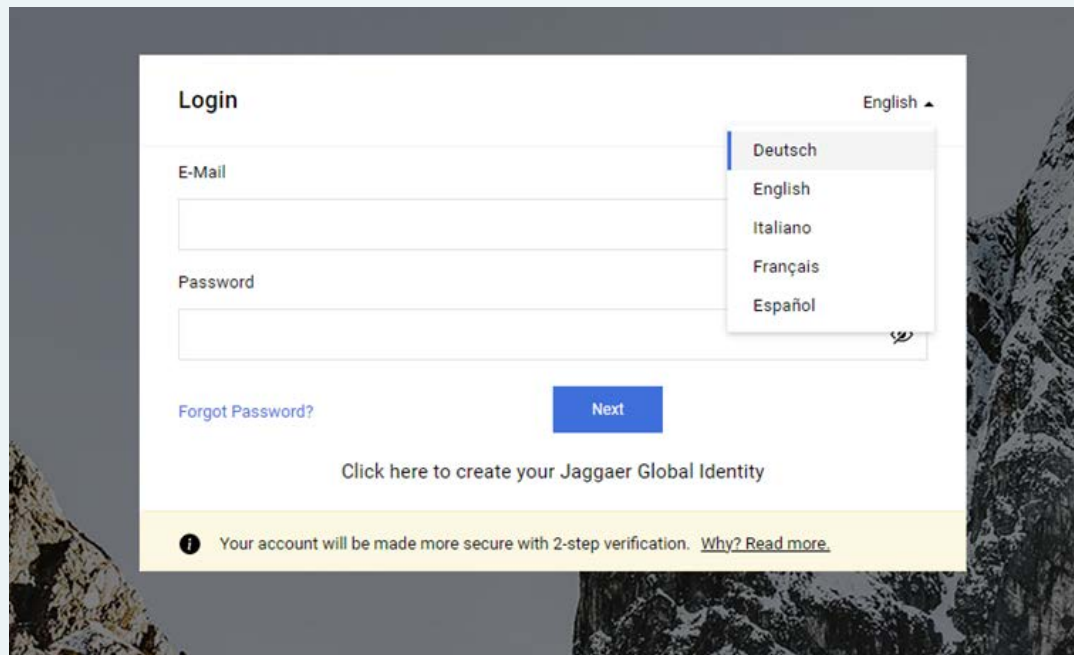 Login
English
Deutsch
English
Italiano
Français
Español
E-Mail
Password
Forgot Password?
Next
Click here to create your Jaggaer Global Identity
Your account will be made more secure with 2-step verification. Why? Read more.